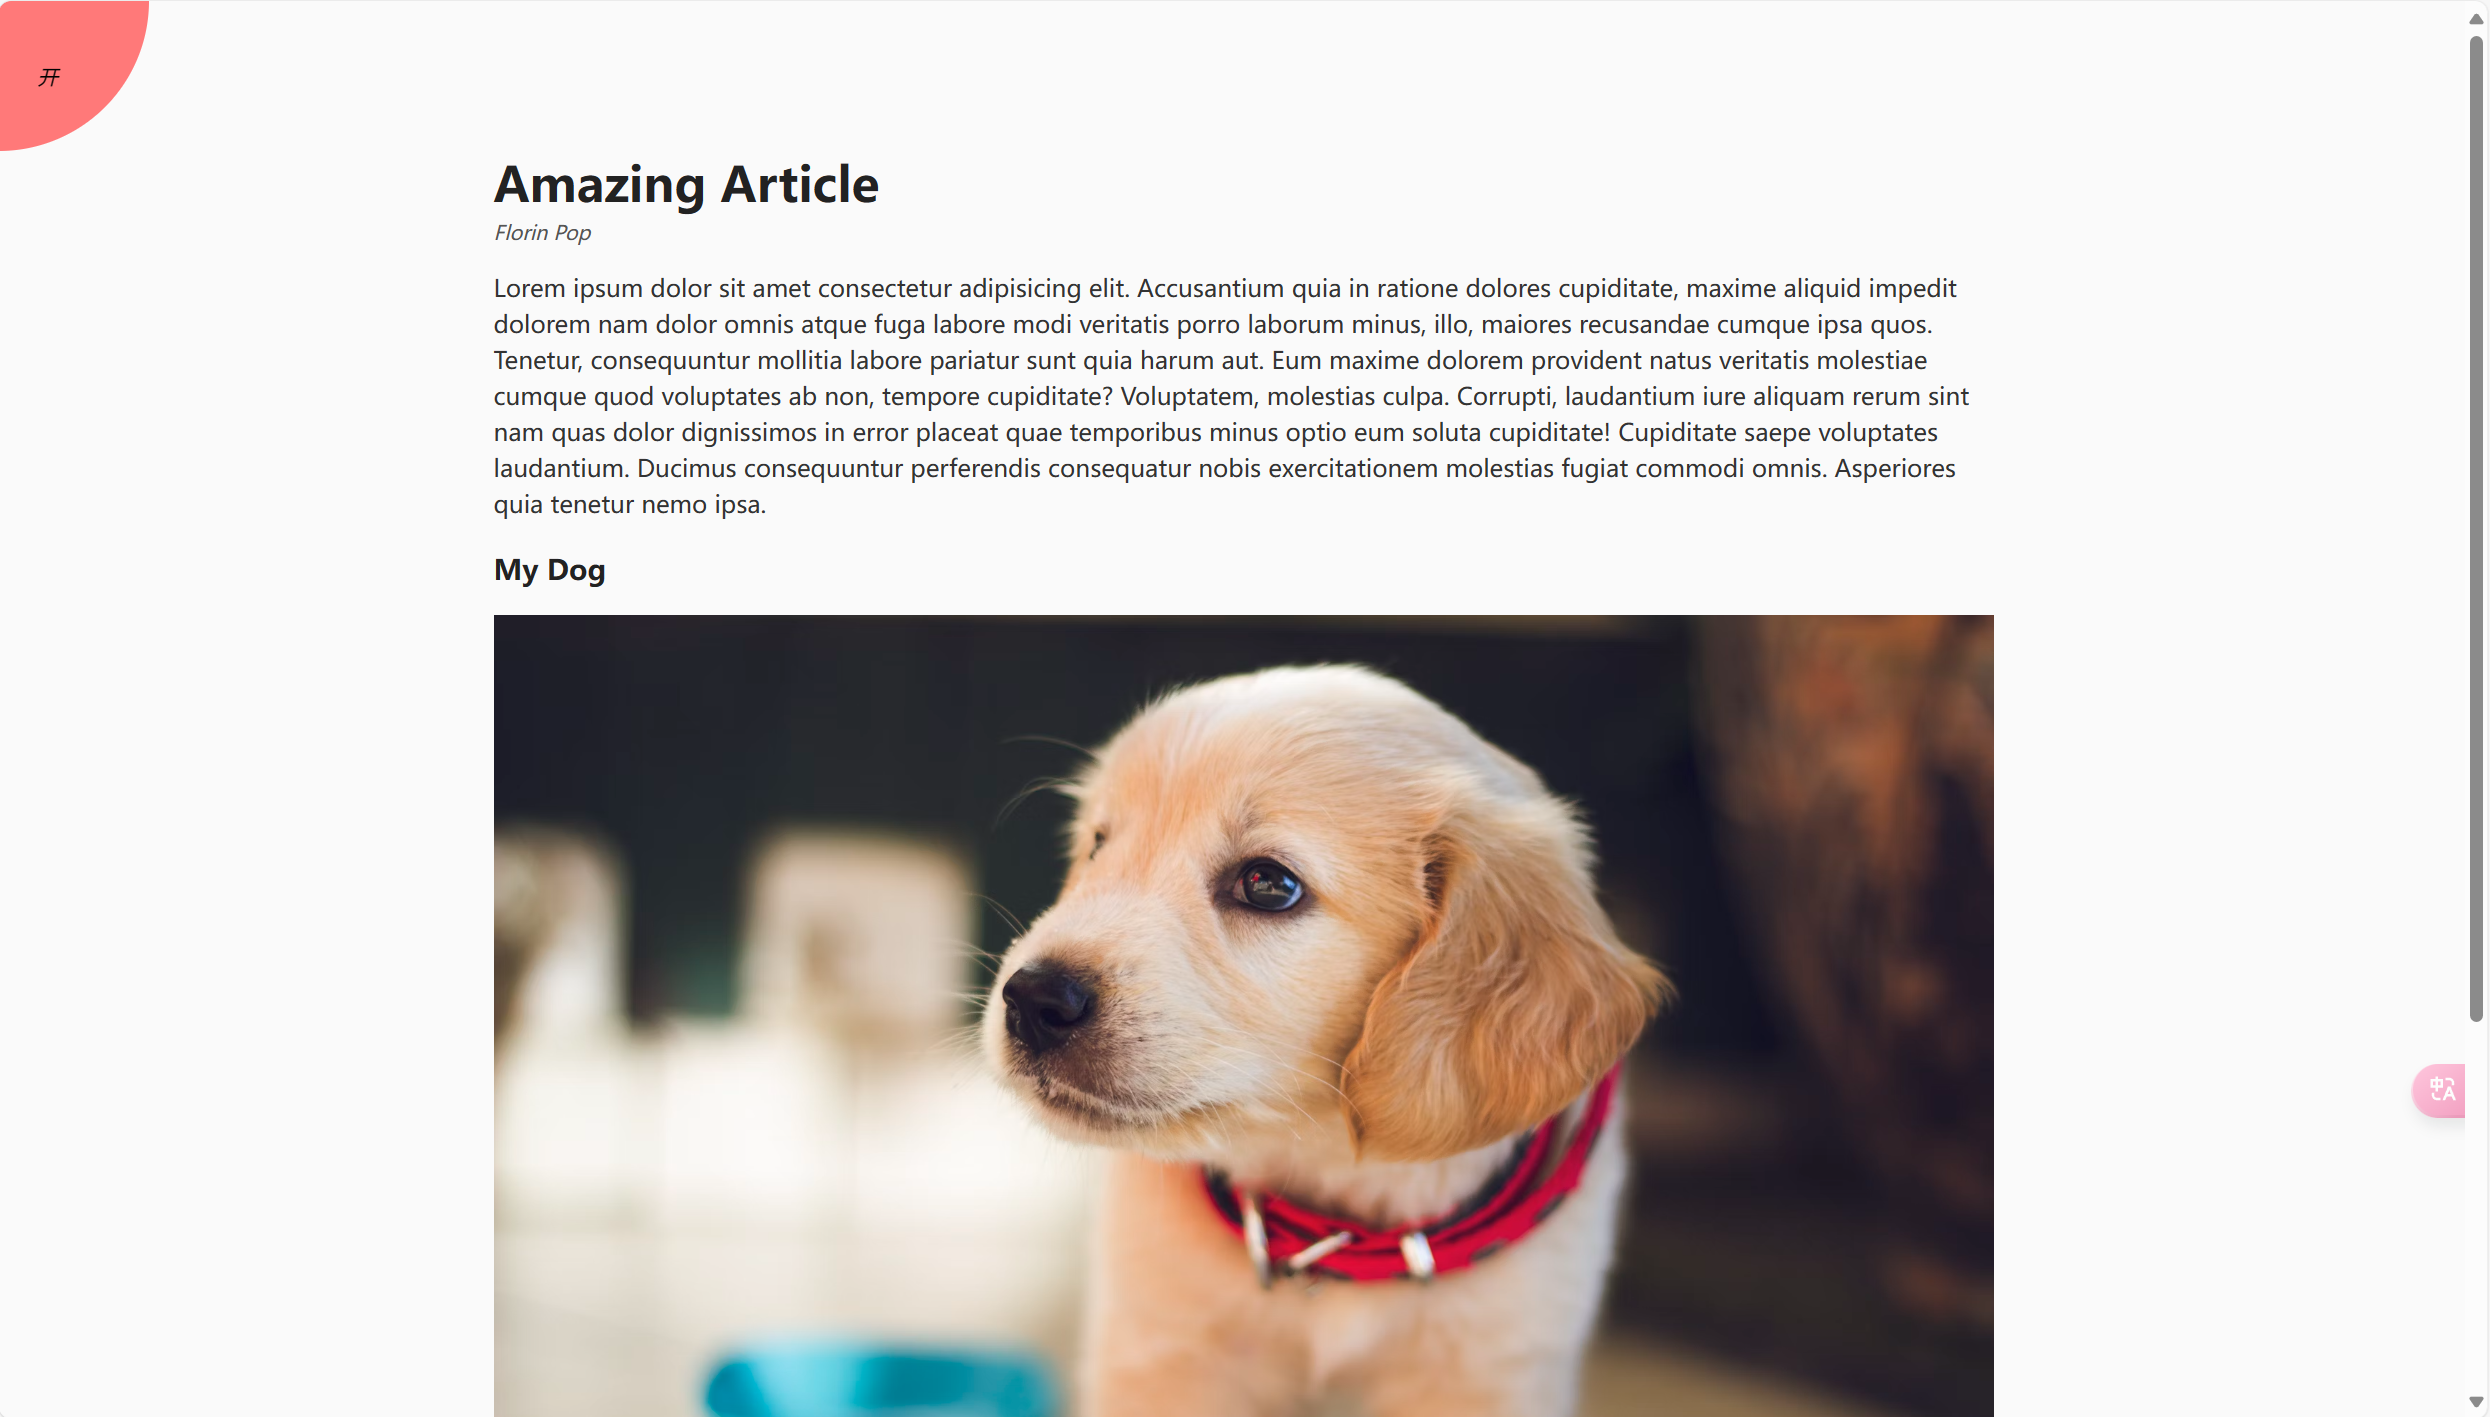 开
Amazing Article
Florin Pop
Lorem ipsum dolor sit amet consectetur adipisicing elit. Accusantium quia in ratione dolores cupiditate, maxime aliquid impedit
dolorem nam dolor omnis atque fuga labore modi veritatis porro laborum minus, illo, maiores recusandae cumque ipsa quos.
Tenetur, consequuntur mollitia labore pariatur sunt quia harum aut. Eum maxime dolorem provident natus veritatis molestiae
cumque quod voluptates ab non, tempore cupiditate? Voluptatem, molestias culpa. Corrupti, laudantium iure aliquam rerum sint
nam quas dolor dignissimos in error placeat quae temporibus minus optio eum soluta cupiditate! Cupiditate saepe voluptates
laudantium. Ducimus consequuntur perferendis consequatur nobis exercitationem molestias fugiat commodi omnis. Asperiores
quia tenetur nemo ipsa.
My Dog
中A